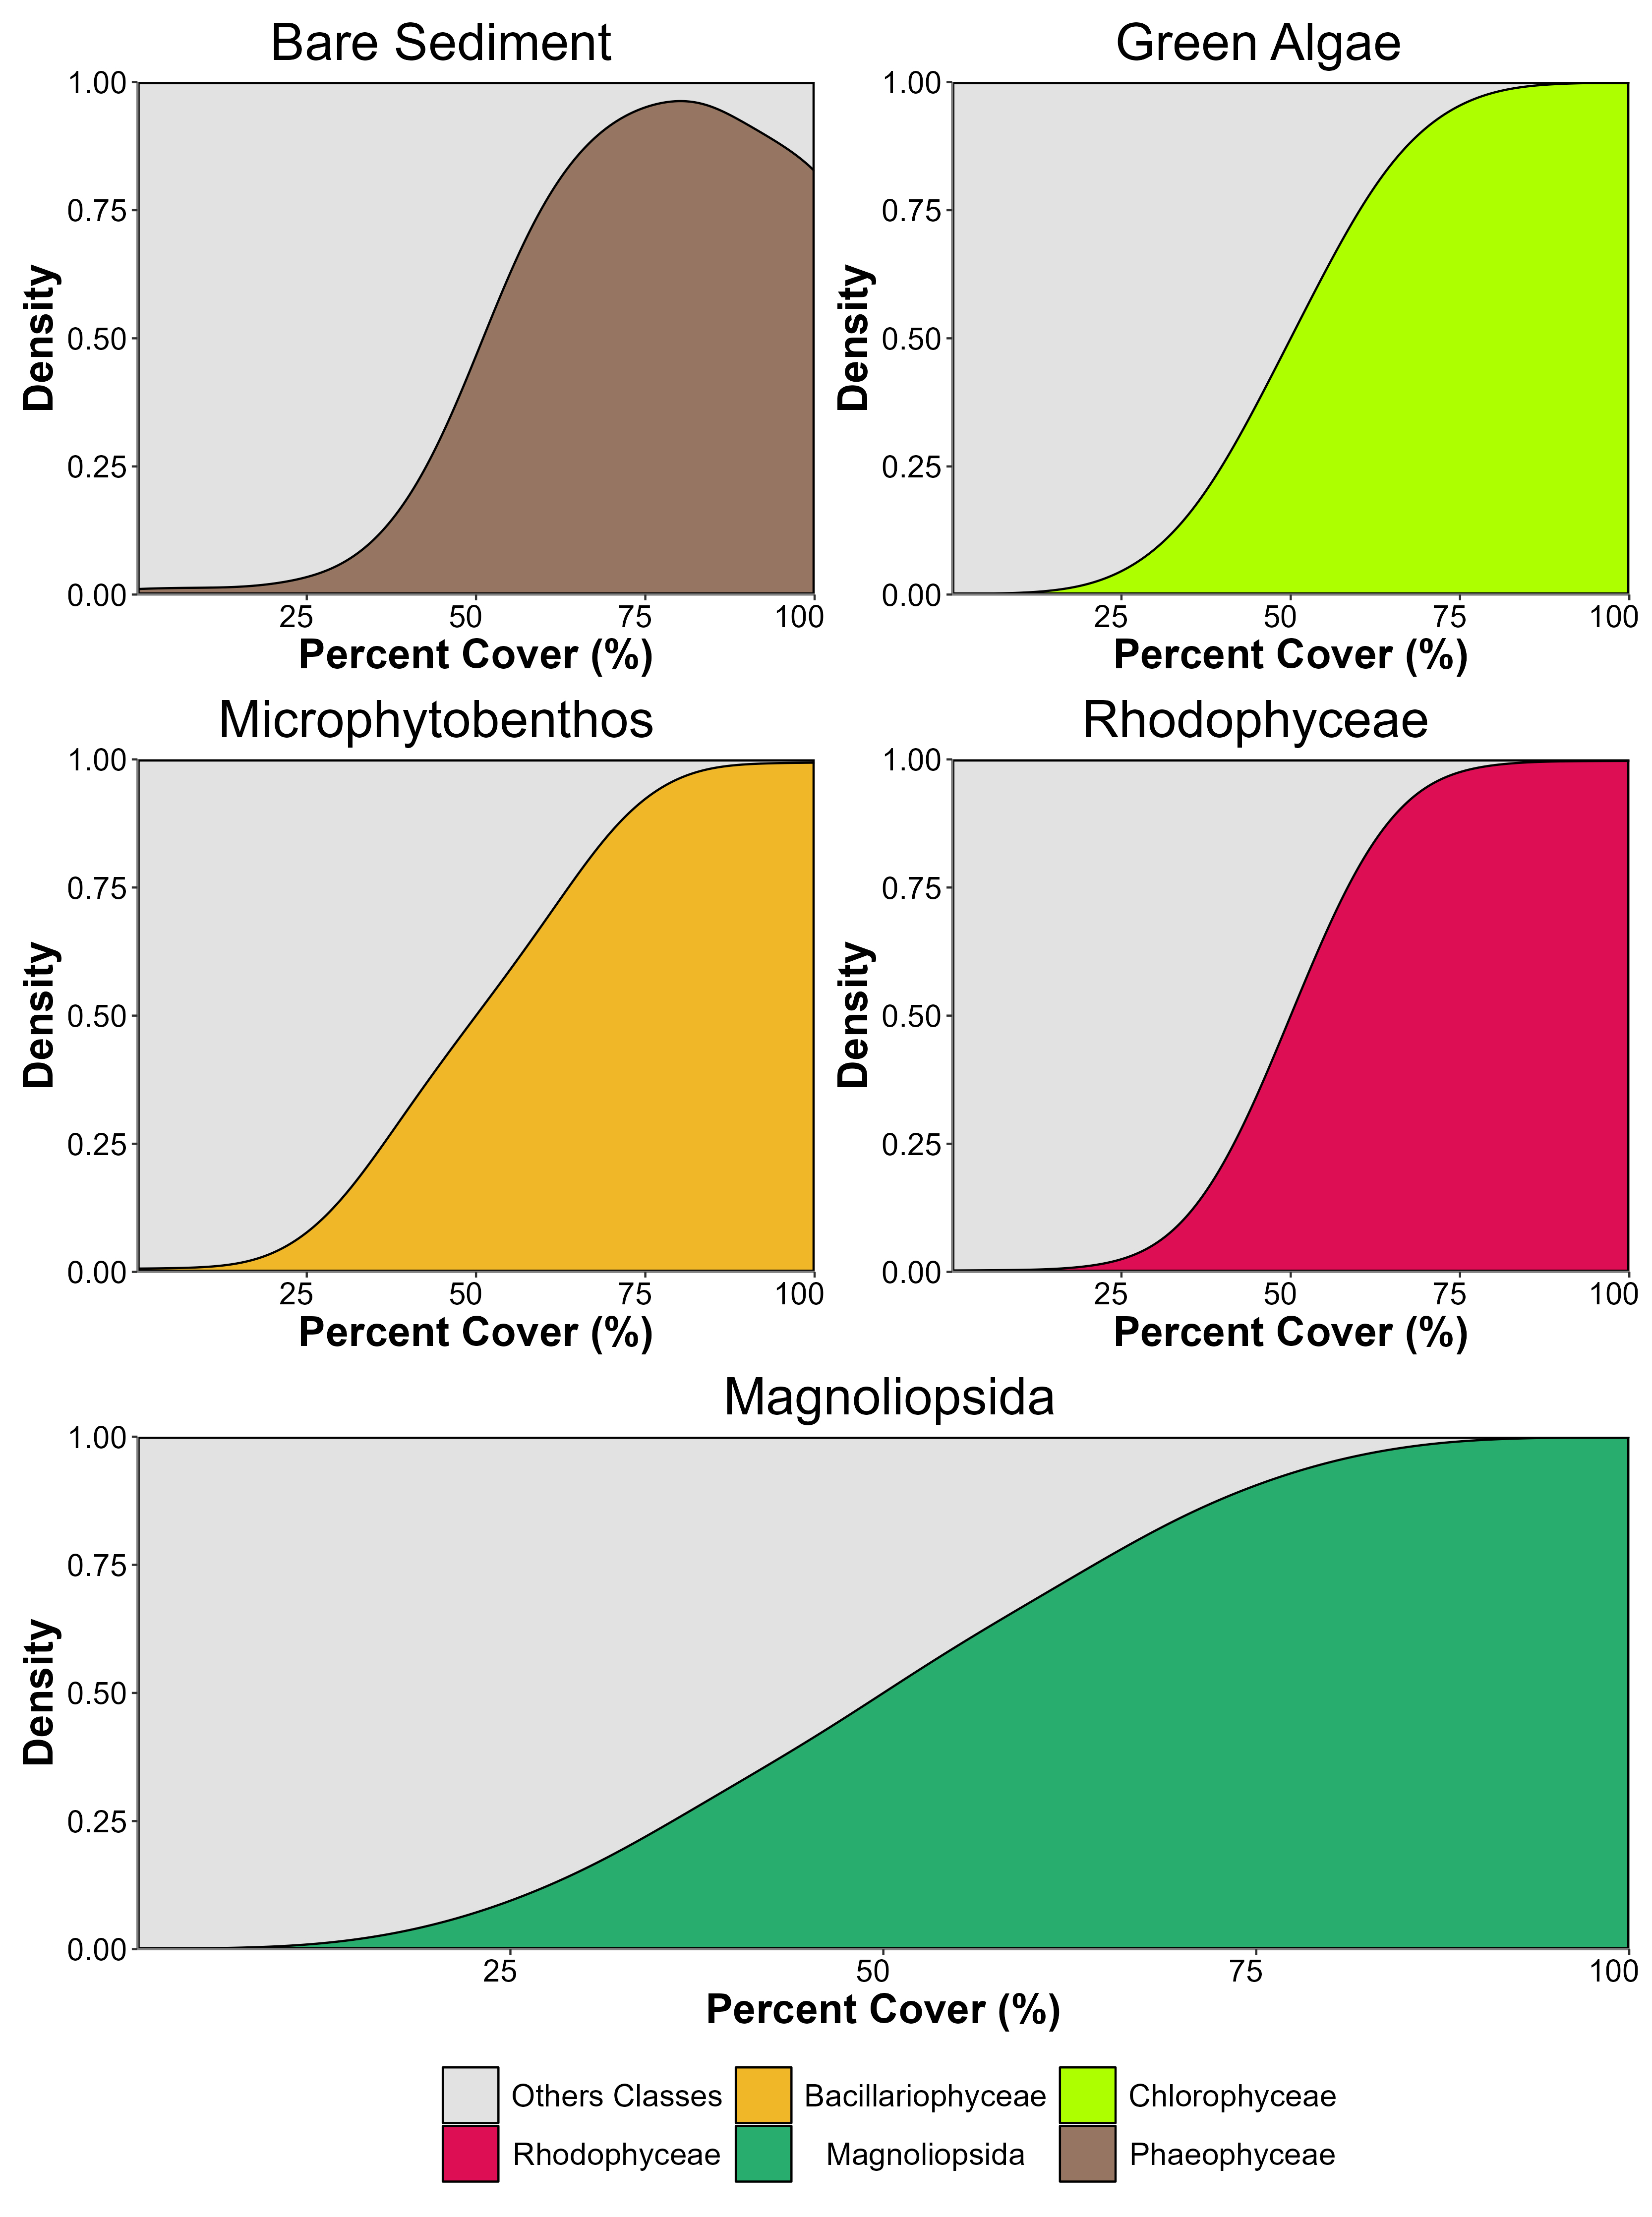 Bare Sediment
1.00
0.75
0.50
0.25
0.00
Density
25 50 75 100
Percent Cover (%)
Green Algae
1.00
0.75
0.50
0.25
0.00
Density
25 50 75 100
Percent Cover (%)
Microphytobenthos
1.00
0.75
0.50
0.25
0.00
Density
25 50 75 100
Percent Cover (%)
Rhodophyceae
1.00
0.75
0.50
0.25
0.00
Density
25 50 75 100
Percent Cover (%)
Magnoliopsida
1.00
0.75
0.50
0.25
0.00
Density
25 50 75 100
Percent Cover (%)
Others Classes Bacillariophyceae Chlorophyceae
Rhodophyceae Magnoliopsida Phaeophyceae